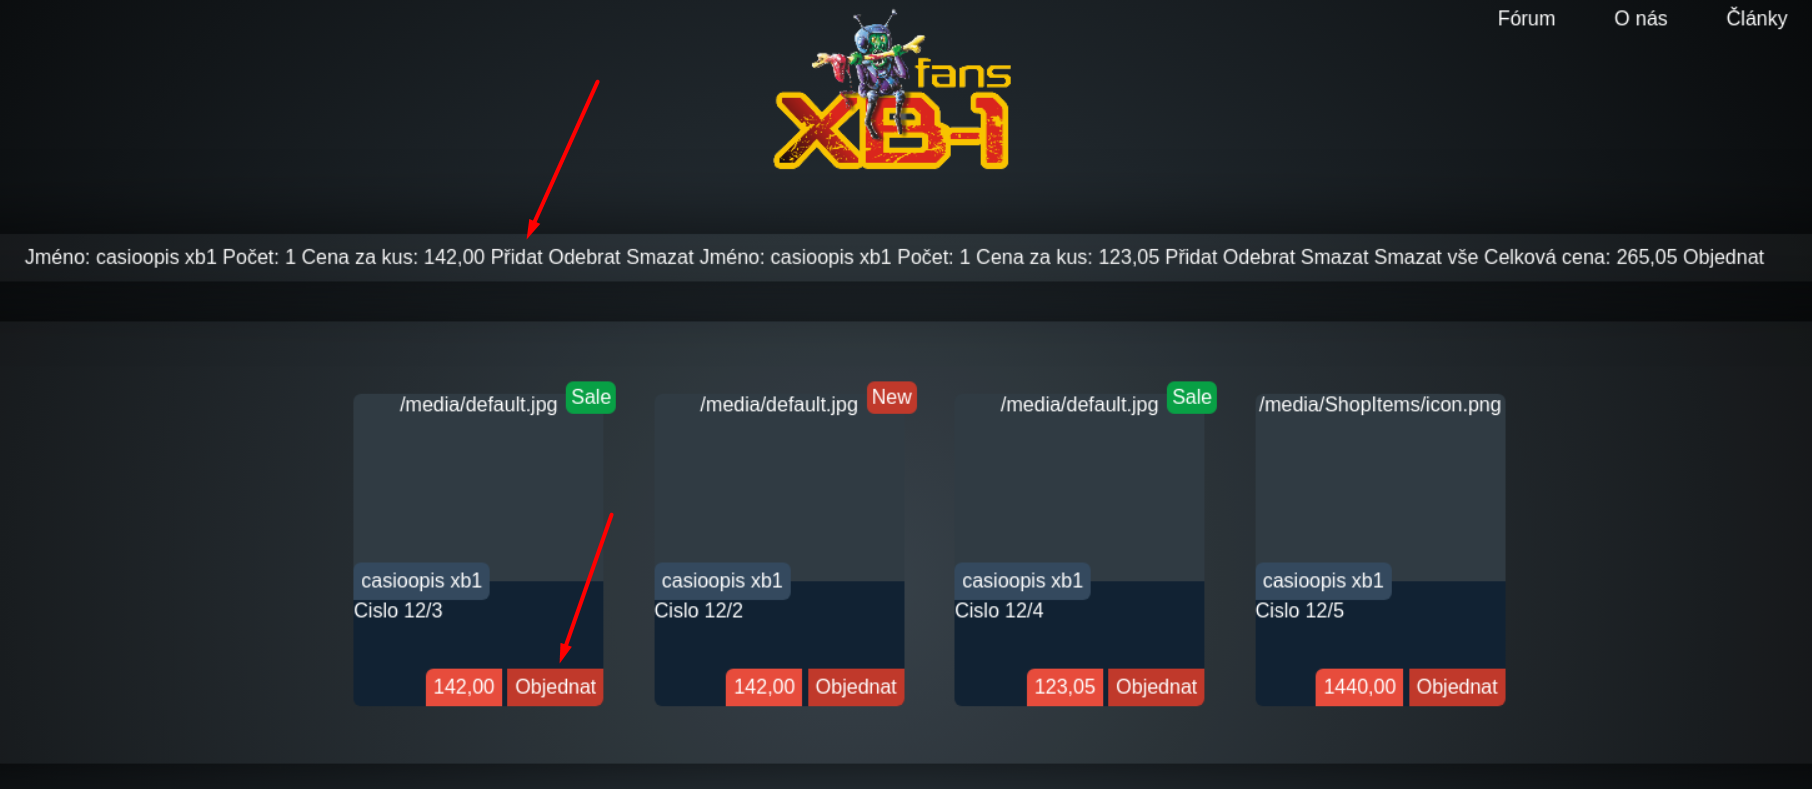 Fórum O nás Články
fans
XB-1
Jméno: casioopis xb1 Počet: 1 Cena za kus: 142,00 Přidat Odebrat Smazat Jméno: casioopis xb1 Počet: 1 Cena za kus: 123,05 Přidat Odebrat Smazat Smazat vše Celková cena: 265,05 Objednat
/media/default.jpg Sale /media/default.jpg New /media/default.jpg Sale /media/ShopItems/icon.png
casioopis xb1 casioopis xb1 casioopis xb1 casioopis xb1
Cislo 12/3 Cislo 12/2 Cislo 12/4 Cislo 12/5
142,00 Objednat 142,00 Objednat 123,05 Objednat 1440,00 Objednat